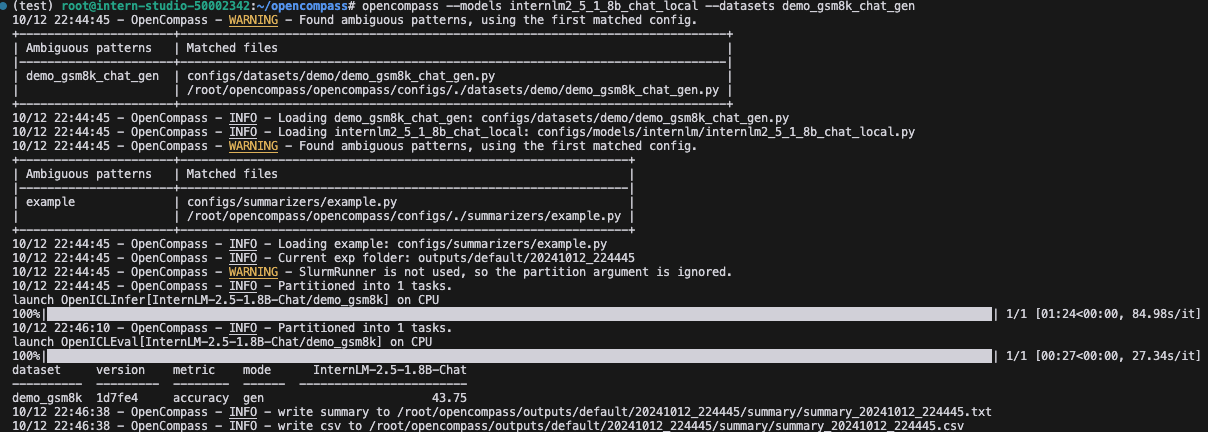 (test) root@intern-studio-50002342:~/opencompass# opencompass --models internlm2_5_1_8b_chat_local --datasets demo_gsm8k_chat_gen
10/12 22:44:45 - OpenCompass - WARNING - Found ambiguous patterns, using the first matched config.
| Ambiguous patterns | Matched files |
| demo_gsm8k_chat_gen | configs/datasets/demo/demo_gsm8k_chat_gen.py |
| | /root/opencompass/opencompass/configs/./datasets/demo/demo_gsm8k_chat_gen.py |
10/12 22:44:45 - OpenCompass - INFO - Loading demo_gsm8k_chat_gen: configs/datasets/demo/demo_gsm8k_chat_gen.py
10/12 22:44:45 - OpenCompass - INFO - Loading internlm2_5_1_8b_chat_local: configs/models/internlm/internlm2_5_1_8b_chat_local.py
10/12 22:44:45 - OpenCompass - WARNING - Found ambiguous patterns, using the first matched config.
| Ambiguous patterns | Matched files |
| example | configs/summarizers/example.py |
| | /root/opencompass/opencompass/configs/./summarizers/example.py |
10/12 22:44:45 - OpenCompass - INFO - Loading example: configs/summarizers/example.py
10/12 22:44:45 - OpenCompass - INFO - Current exp folder: outputs/default/20241012_224445
10/12 22:44:45 - OpenCompass - WARNING - SlurmRunner is not used, so the partition argument is ignored.
10/12 22:44:45 - OpenCompass - INFO - Partitioned into 1 tasks.
launch OpenICLInfer[InternLM-2.5-1.8B-Chat/demo_gsm8k] on CPU
100%| | 1/1 [01:24<00:00, 84.98s/it]
10/12 22:46:10 - OpenCompass - INFO - Partitioned into 1 tasks.
launch OpenICLEval[InternLM-2.5-1.8B-Chat/demo_gsm8k] on CPU
100%| | 1/1 [00:27<00:00, 27.34s/it]
dataset version metric mode InternLM-2.5-1.8B-Chat
---------- --------- -------- ------ ------------------------
demo_gsm8k 1d7fe4 accuracy gen 43.75
10/12 22:46:38 - OpenCompass - INFO - write summary to /root/opencompass/outputs/default/20241012_224445/summary/summary_20241012_224445.txt
10/12 22:46:38 - OpenCompass - INFO - write csv to /root/opencompass/outputs/default/20241012_224445/summary/summary_20241012_224445.csv